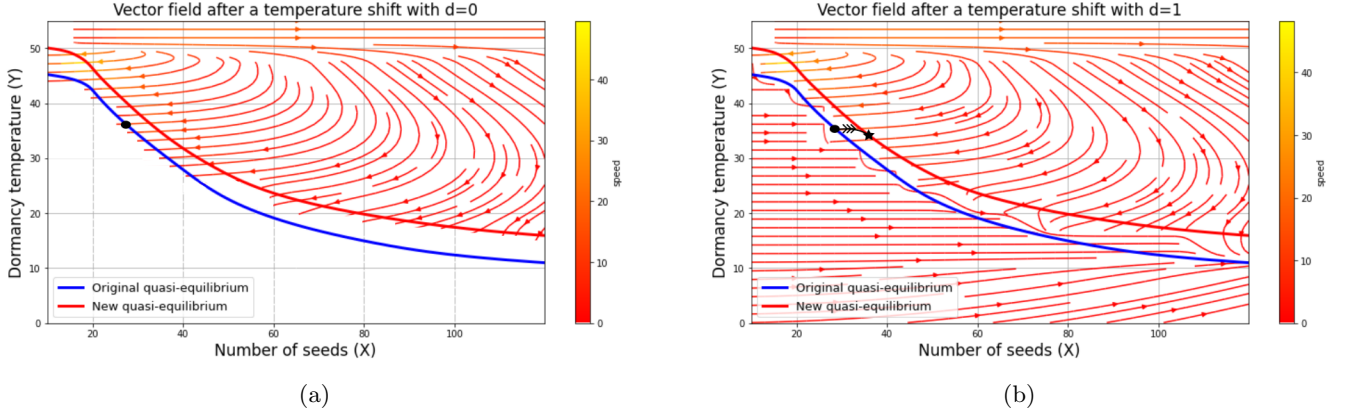 Vector field after a temperature shift with d=0
Dormancy temperature (Y)
50
40
30
20
10
0
20
40
60
80
100
Number of seeds (X)
Original quasi-equilibrium
New quasi-equilibrium
40
30
20
10
0
speed
(a)
Vector field after a temperature shift with d=1
Dormancy temperature (Y)
50
40
30
20
10
0
20
40
60
80
100
Number of seeds (X)
Original quasi-equilibrium
New quasi-equilibrium
40
30
20
10
0
speed
(b)